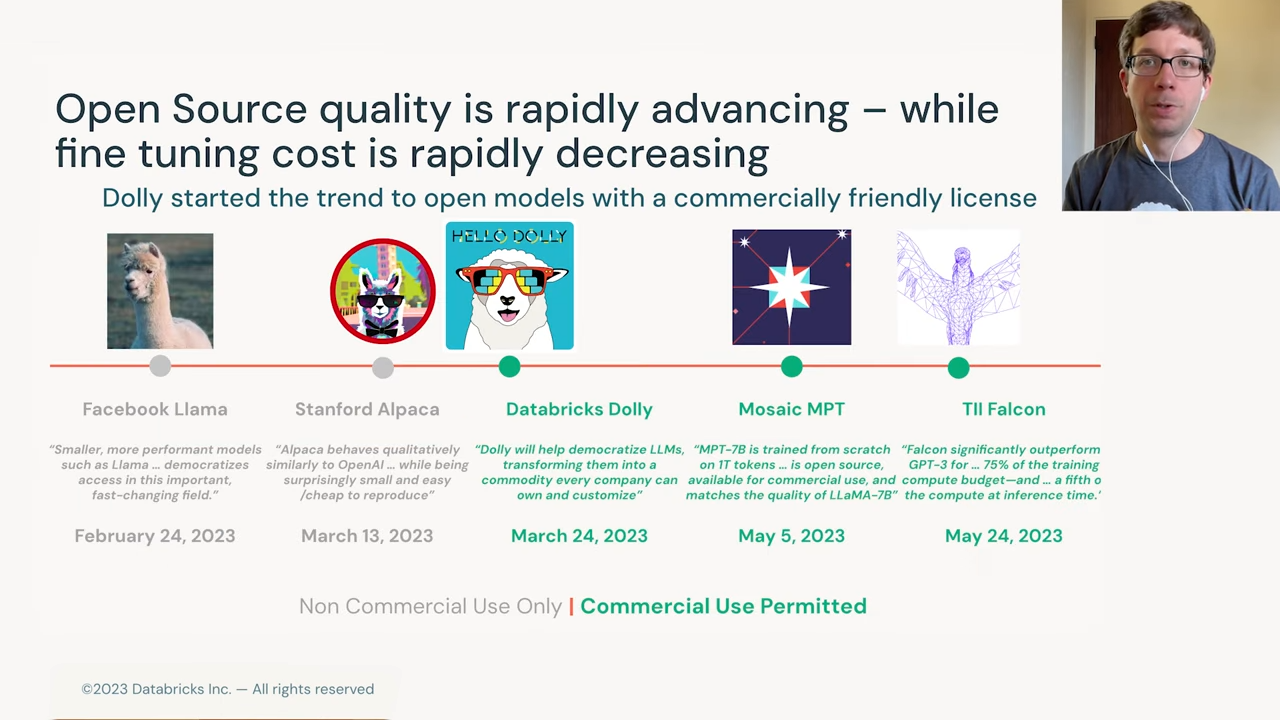 Open Source quality is rapidly advancing – while
fine tuning cost is rapidly decreasing
Dolly started the trend to open models with a commercially friendly license
HELLO DOLLY
Facebook Llama
“Smaller, more performant models
such as Llama … democratizes
access in this important,
fast-changing field.”
February 24, 2023
Stanford Alpaca
“Alpaca behaves qualitatively
similarly to OpenAI … while being
surprisingly small and easy
/cheap to reproduce”
March 13, 2023
Databricks Dolly
“Dolly will help democratize LLMs,
transforming them into a
commodity every company can
own and customize”
March 24, 2023
Mosaic MPT
“MPT-7B is trained from scratch
on 1T tokens … is open source,
available for commercial use, and
matches the quality of LLaMA-7B”
May 5, 2023
TII Falcon
“Falcon significantly outperform
GPT-3 for … 75% of the training
compute budget—and … a fifth o
the compute at inference time.”
May 24, 2023
Non Commercial Use Only | Commercial Use Permitted
©2023 Databricks Inc. — All rights reserved